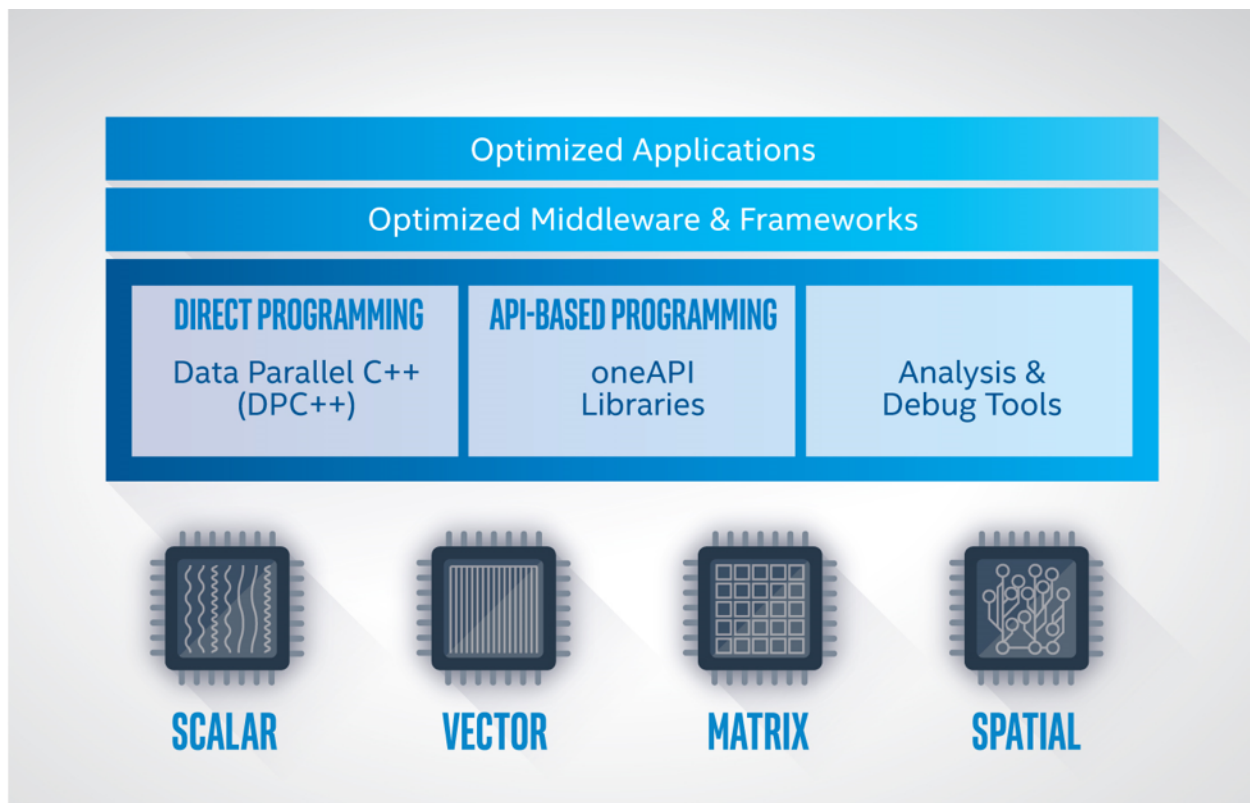 Optimized Applications
Optimized Middleware & Frameworks
DIRECT PROGRAMMING
Data Parallel C++
(DPC++)
API-BASED PROGRAMMING
oneAPI
Libraries
Analysis &
Debug Tools
SCALAR
VECTOR
MATRIX
SPATIAL